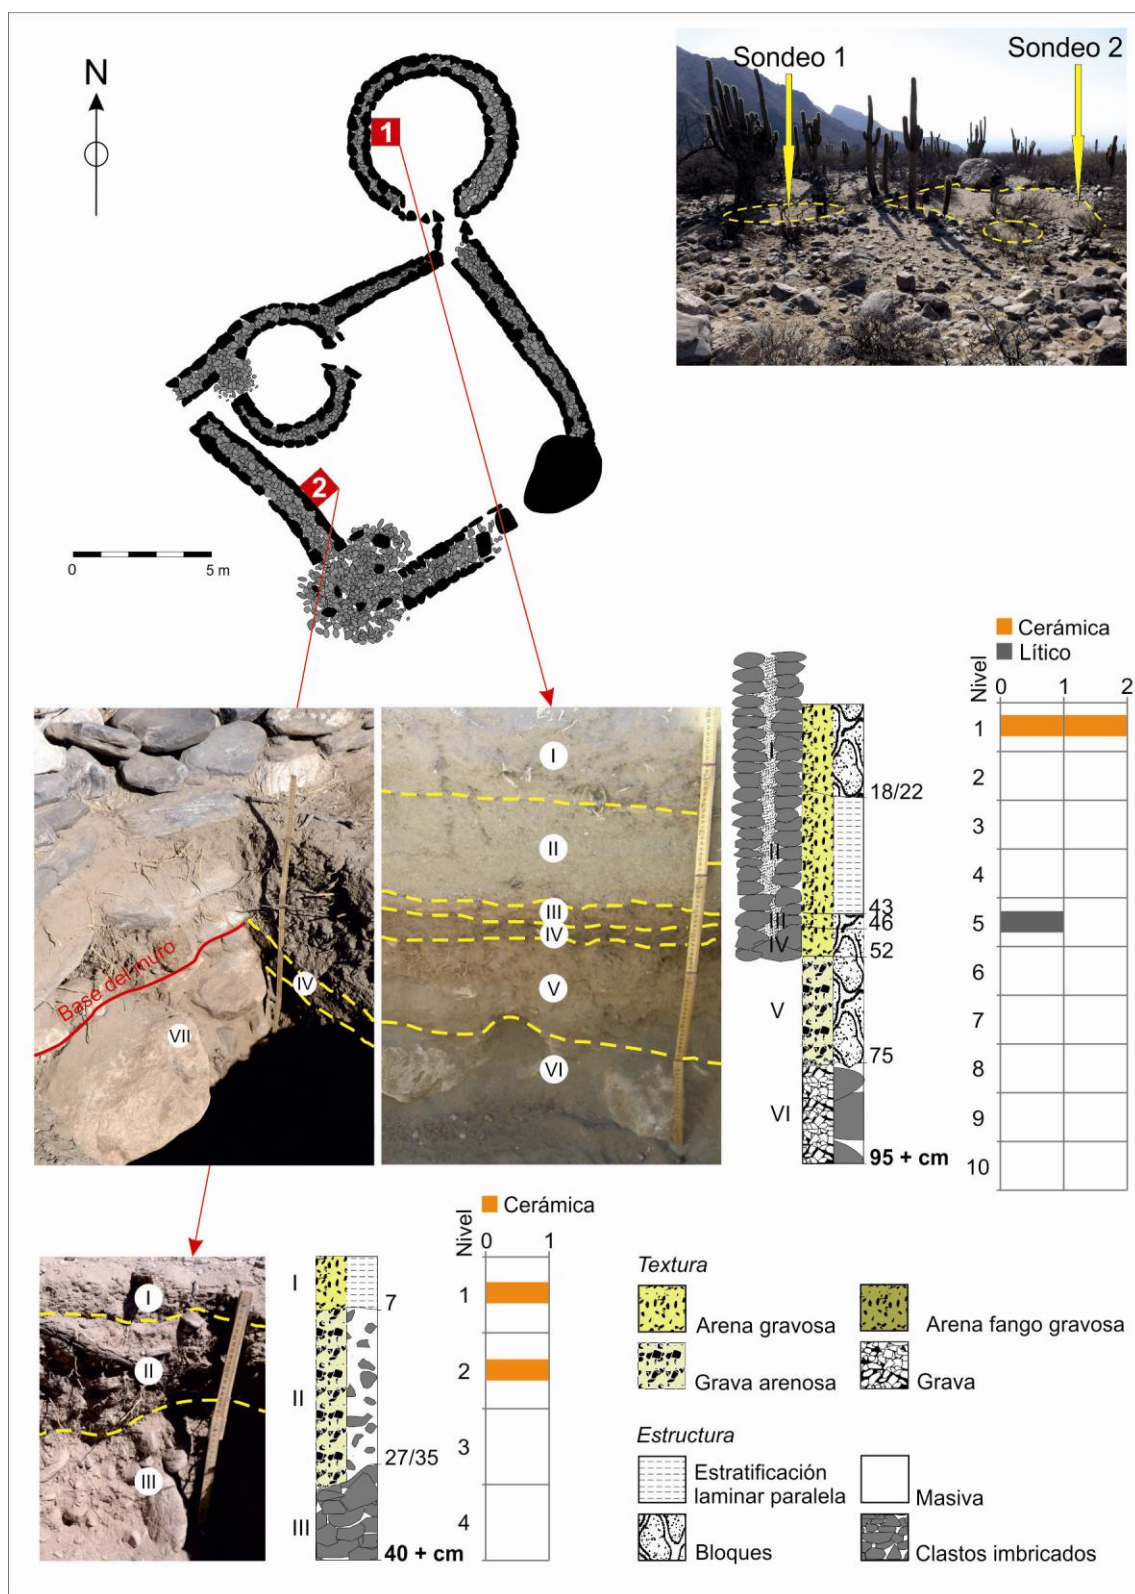 N
1
2
0
5 m
Sondeo 1
Sondeo 2
Base del muro
IV
VII
I
II
III
IV
V
VI
I
II
III
IV
V
VI
18/22
43
46
52
75
95 + cm
Cerámica
Lítico
Nivel
0 1 2
1
2
3
4
5
6
7
8
9
10
I
II
III
I
II
III
7
27/35
40 + cm
Cerámica
Nivel
0 1
1
2
3
4
Textura
Arena gravosa
Arena fango gravosa
Grava arenosa
Grava
Estructura
Estratificación
laminar paralela
Masiva
Bloques
Clastos imbricados